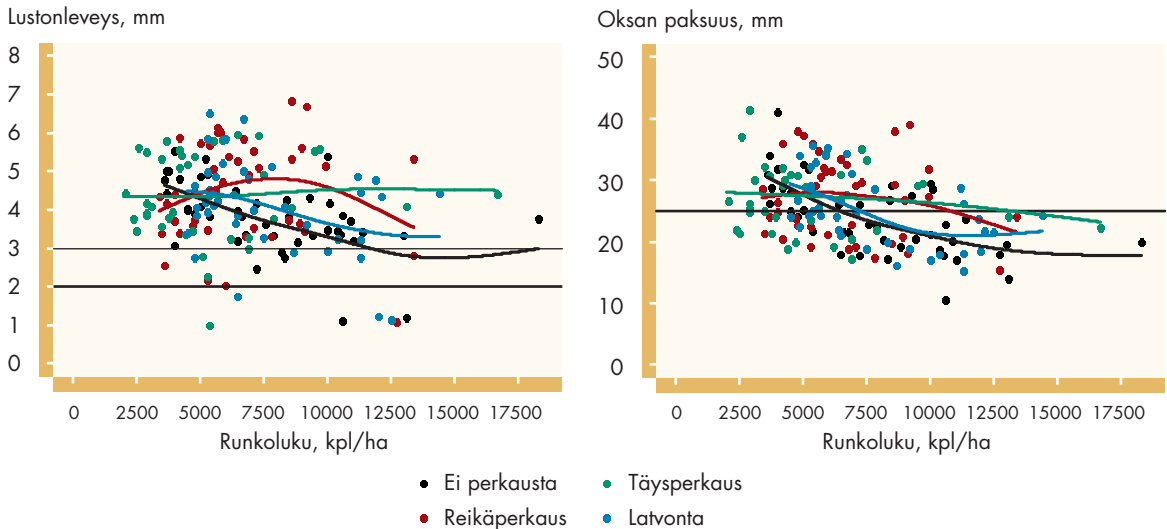 Lustonleveys, mm
8
7
6
5
4
3
2
1
0
0 2500 5000 7500 10000 12500 15000 17500
Runkoluku, kpl/ha
Oksan paksuus, mm
50
40
30
20
10
0
0 2500 5000 7500 10000 12500 15000 17500
Runkoluku, kpl/ha
Ei perkausta
Täysperkaus
Reikäperkaus
Latvonta